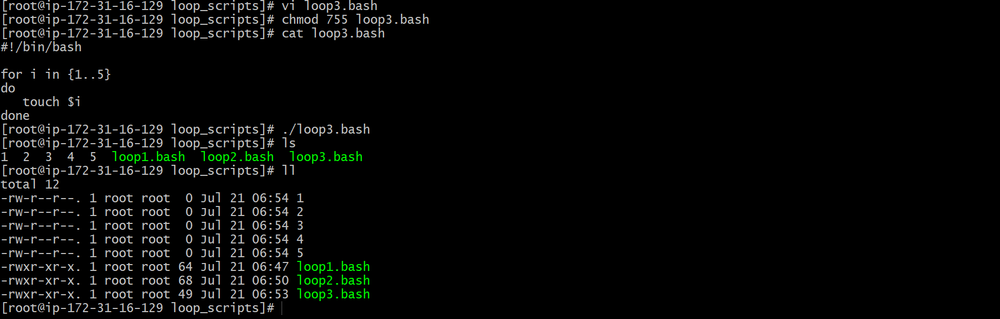 [root@ip-172-31-16-129 loop_scripts]# vi loop3.bash
[root@ip-172-31-16-129 loop_scripts]# chmod 755 loop3.bash
[root@ip-172-31-16-129 loop_scripts]# cat loop3.bash
#!/bin/bash

for i in {1..5}
do
   touch $i
done
[root@ip-172-31-16-129 loop_scripts]# ./loop3.bash
[root@ip-172-31-16-129 loop_scripts]# ls
1  2  3  4  5  loop1.bash  loop2.bash  loop3.bash
[root@ip-172-31-16-129 loop_scripts]# ll
total 12
-rw-r--r--. 1 root root  0 Jul 21 06:54 1
-rw-r--r--. 1 root root  0 Jul 21 06:54 2
-rw-r--r--. 1 root root  0 Jul 21 06:54 3
-rw-r--r--. 1 root root  0 Jul 21 06:54 4
-rw-r--r--. 1 root root  0 Jul 21 06:54 5
-rwxr-xr-x. 1 root root 64 Jul 21 06:47 loop1.bash
-rwxr-xr-x. 1 root root 68 Jul 21 06:50 loop2.bash
-rwxr-xr-x. 1 root root 49 Jul 21 06:53 loop3.bash
[root@ip-172-31-16-129 loop_scripts]#